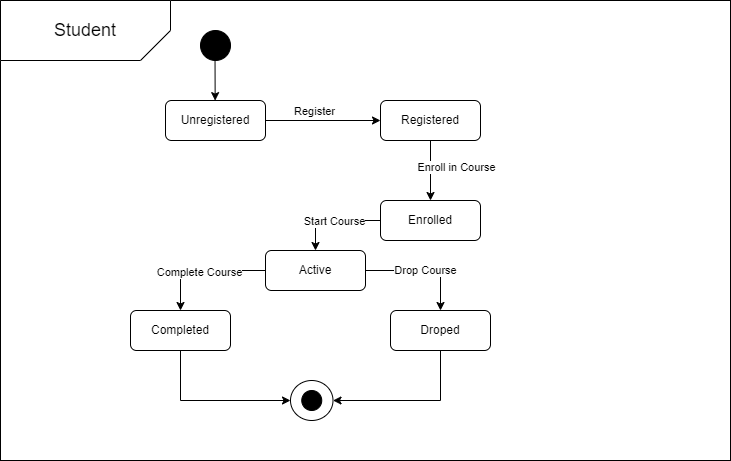 Student
Unregistered
Register
Registered
Enroll in Course
Enrolled
Start Course
Active
Complete Course
Drop Course
Completed
Droped